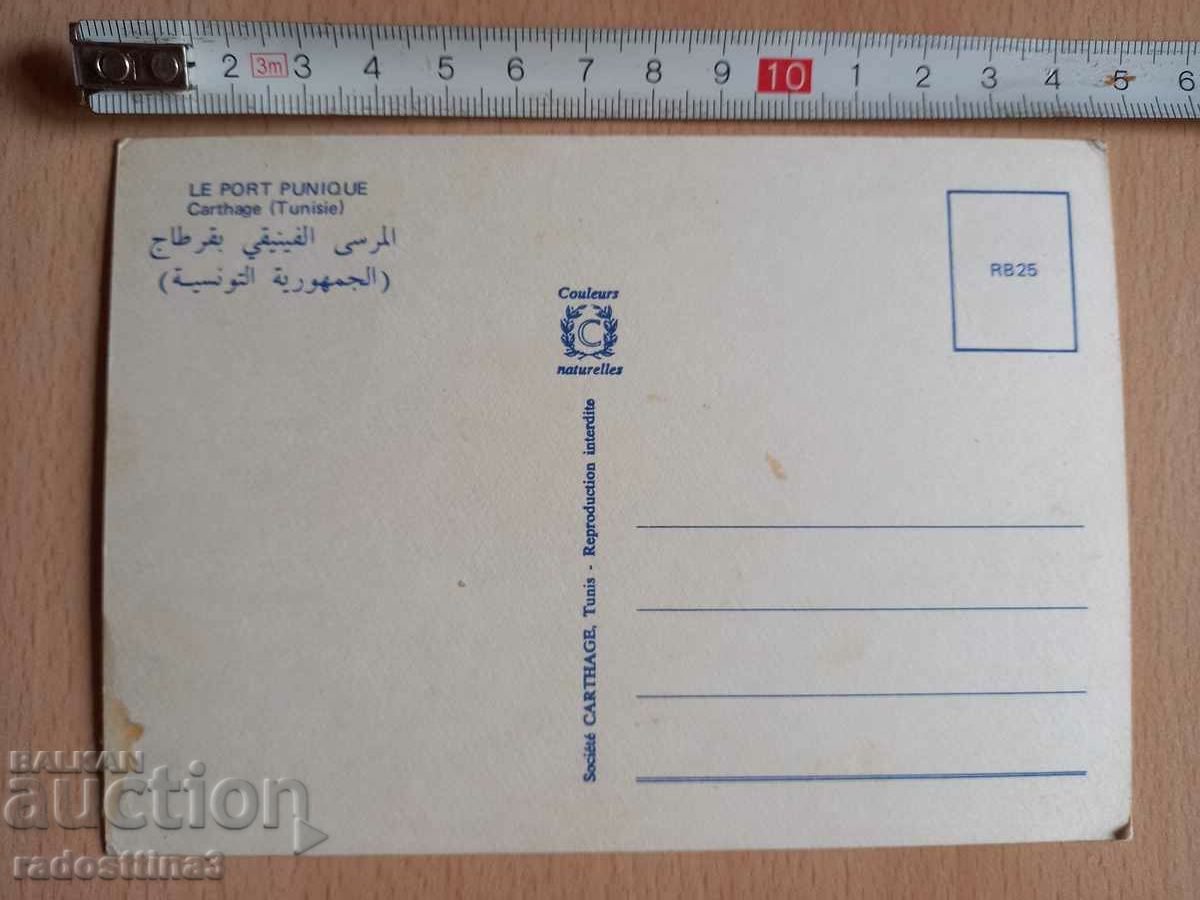 2 3m 3 4 5 6 7 8 9 10 1 2 3 4 5 6
LE PORT PUNIQUE
Carthage (Tunisie)
المرسى الفينيقي بقرطاج
(الجمهورية التونسية)
RB25
Couleurs
C
naturelles
Société CARTHAGE, Tunis - Reproduction interdite
BALKAN
auction
radosttina3